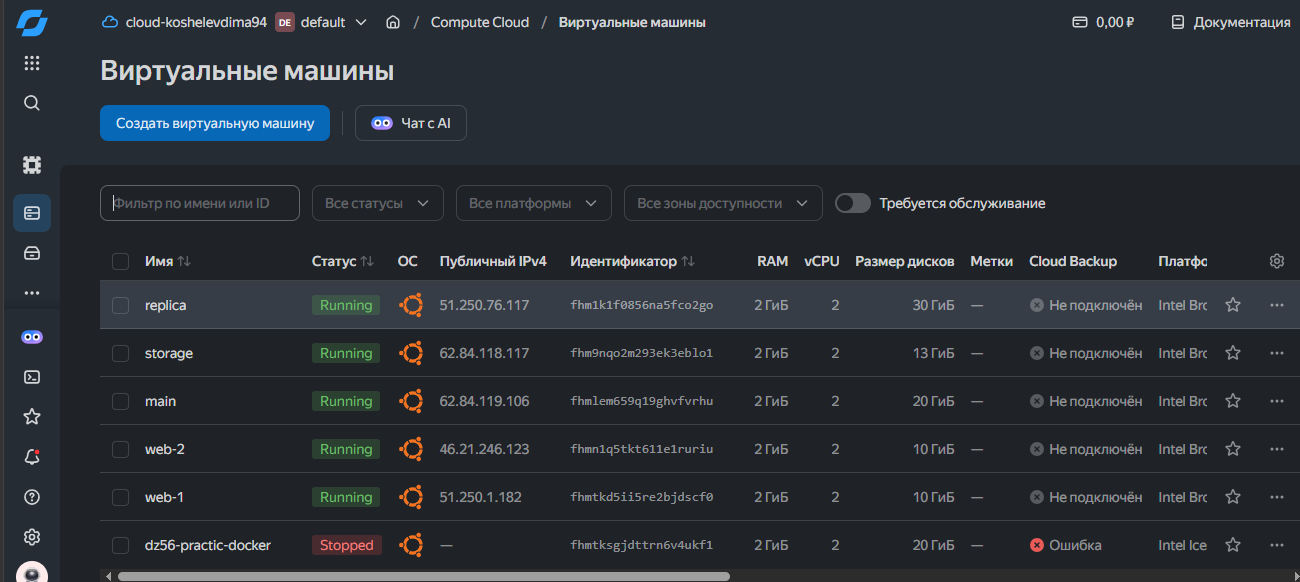 cloud-koshelevdima94 DE default / Compute Cloud / Виртуальные машины 0,00 ₽ Документация
Виртуальные машины
Создать виртуальную машину Чат с AI
Фильтр по имени или ID Все статусы Все платформы Все зоны доступности Требуется обслуживание
Имя Статус ОС Публичный IPv4 Идентификатор RAM vCPU Размер дисков Метки Cloud Backup Платфо
replica Running 51.250.76.117 fhm1k1f0856na5fco2go 2 ГиБ 2 30 ГиБ — Не подключён Intel Bro
storage Running 62.84.118.117 fhm9nqo2m293ek3eblo1 2 ГиБ 2 13 ГиБ — Не подключён Intel Bro
main Running 62.84.119.106 fhmlem659q19ghvfvrhu 2 ГиБ 2 20 ГиБ — Не подключён Intel Bro
web-2 Running 46.21.246.123 fhmn1q5tkt611e1ruriu 2 ГиБ 2 10 ГиБ — Не подключён Intel Bro
web-1 Running 51.250.1.182 fhmtkd5ii5re2bjdscf0 2 ГиБ 2 10 ГиБ — Не подключён Intel Bro
dz56-practic-docker Stopped — fhmtksgjdttrn6v4ukf1 2 ГиБ 2 20 ГиБ — Ошибка Intel Ice